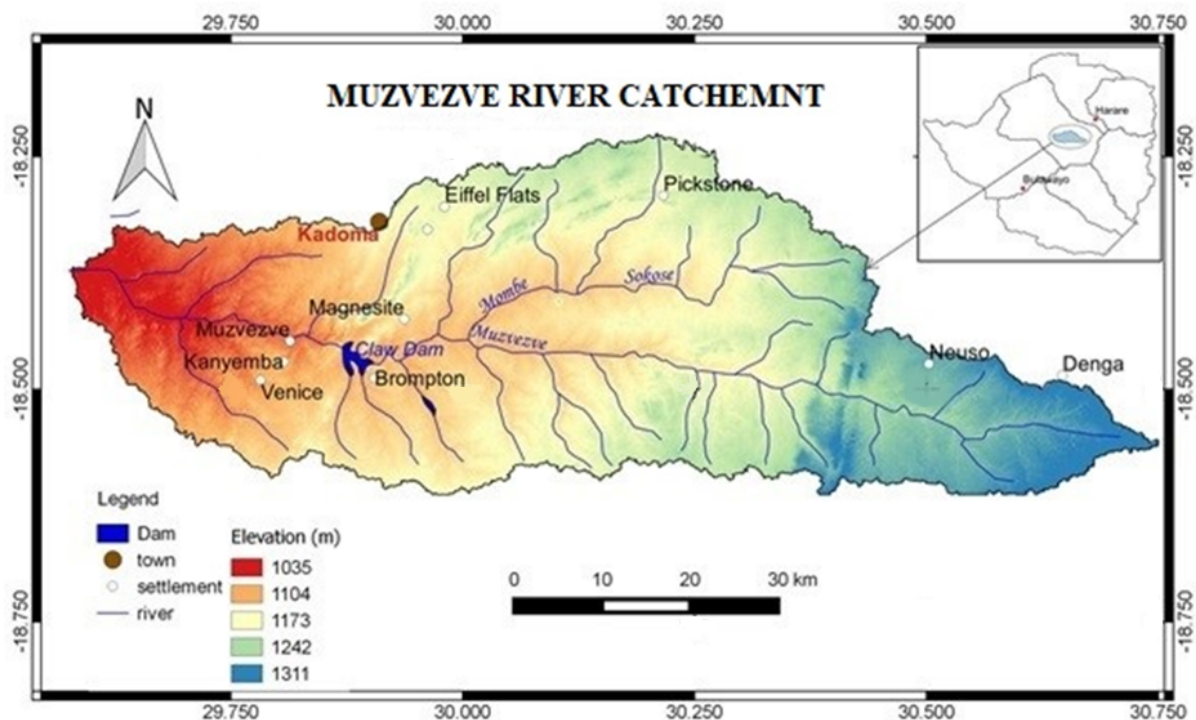 29.750 30.000 30.250 30.500 30.750
MUZVEZVE RIVER CATCHEMNT
N
Harare
Bulawayo
-18.250 -18.250
Pickstone
Eiffel Flats
Kadoma
Sokose
Mombe
Magnesite
Muzvezve
Muzvezve
Claw Dam
Kanyemba
Neuso
Denga
Brompton
Venice
-18.500 -18.500
Legend
Dam
town
settlement
river
Elevation (m)
1035
1104
1173
1242
1311
0 10 20 30 km
-18.750 -18.750
29.750 30.000 30.250 30.500 30.750